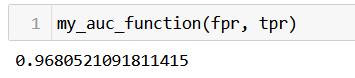 1 my_auc_function(fpr, tpr)
0.9680521091811415